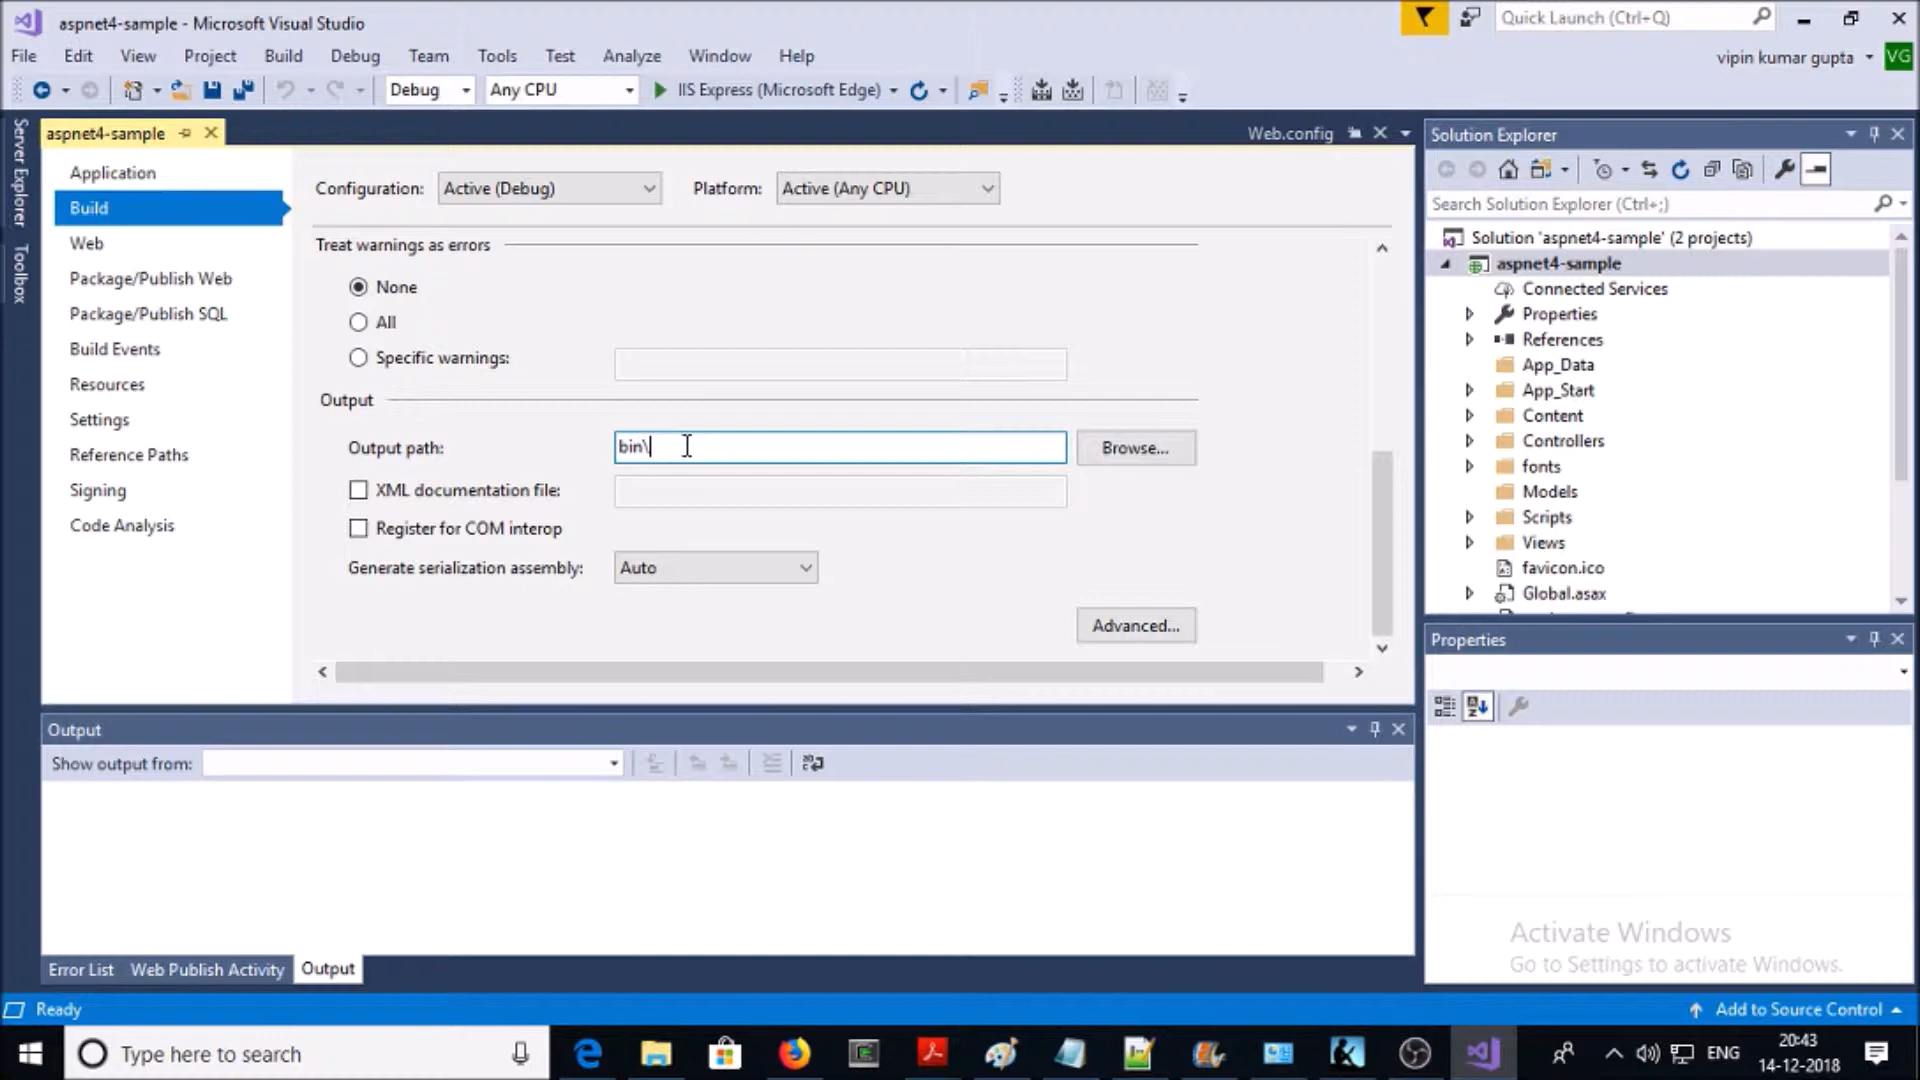 aspnet4-sample - Microsoft Visual Studio
Quick Launch (Ctrl+Q)
File Edit View Project Build Debug Team Tools Test Analyze Window Help
vipin kumar gupta VG
Debug Any CPU IIS Express (Microsoft Edge)
Server Explorer
Toolbox
aspnet4-sample
Web.config
Application
Build
Web
Package/Publish Web
Package/Publish SQL
Build Events
Resources
Settings
Reference Paths
Signing
Code Analysis
Configuration: Active (Debug) Platform: Active (Any CPU)
Treat warnings as errors
None
All
Specific warnings:
Output
Output path: bin\ Browse...
XML documentation file:
Register for COM interop
Generate serialization assembly: Auto
Advanced...
Solution Explorer
Search Solution Explorer (Ctrl+;)
Solution 'aspnet4-sample' (2 projects)
aspnet4-sample
Connected Services
Properties
References
App_Data
App_Start
Content
Controllers
fonts
Models
Scripts
Views
favicon.ico
Global.asax
Properties
Output
Show output from:
Error List Web Publish Activity Output
Activate Windows
Go to Settings to activate Windows.
Ready
Add to Source Control
Type here to search
ENG
20:43
14-12-2018